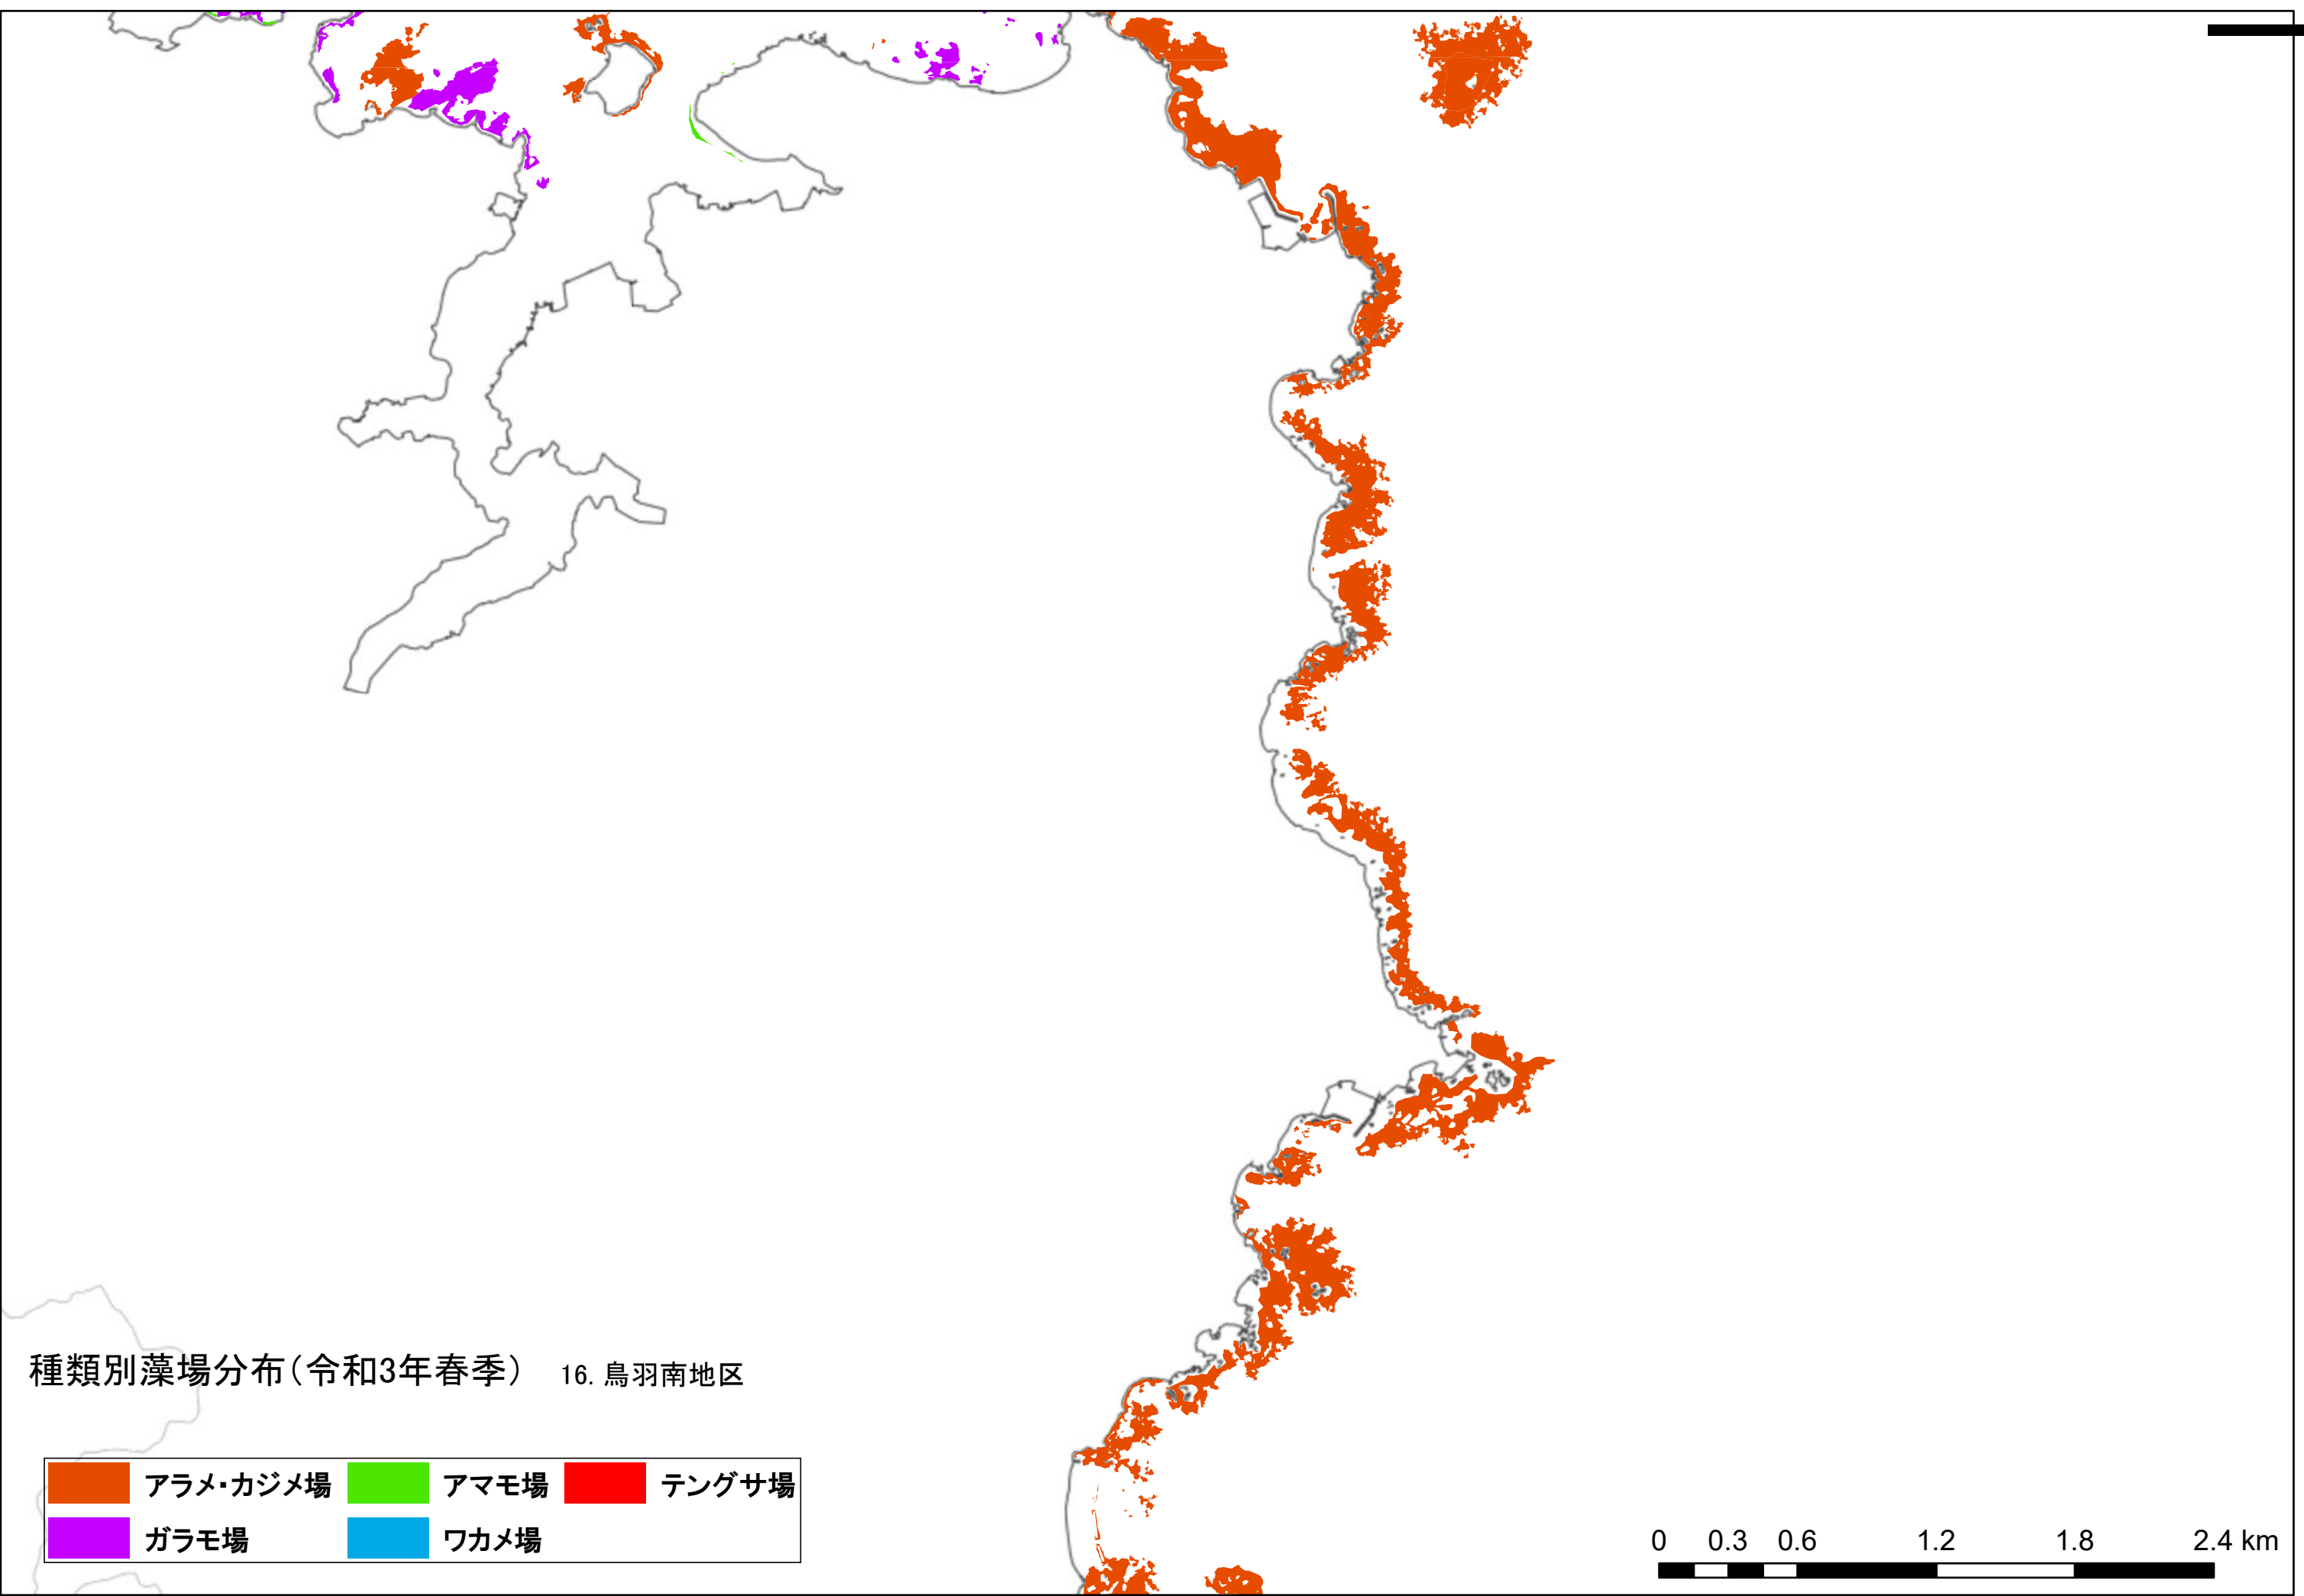 種類別藻場分布(令和3年春季) 16. 鳥羽南地区
アラメ・カジメ場 アマモ場 テングサ場
ガラモ場 ワカメ場
0 0.3 0.6 1.2 1.8 2.4 km